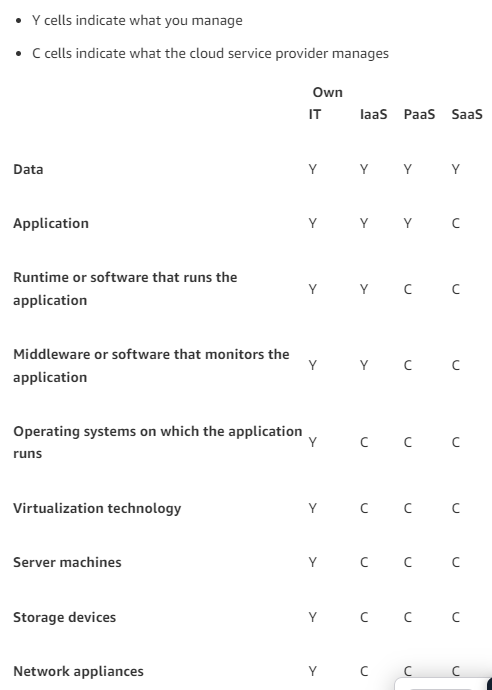 Y cells indicate what you manage
C cells indicate what the cloud service provider manages
Own
IT IaaS PaaS SaaS
Data Y Y Y Y
Application Y Y Y C
Runtime or software that runs the
application Y Y C C
Middleware or software that monitors the
application Y Y C C
Operating systems on which the application
runs Y C C C
Virtualization technology Y C C C
Server machines Y C C C
Storage devices Y C C C
Network appliances Y C C C